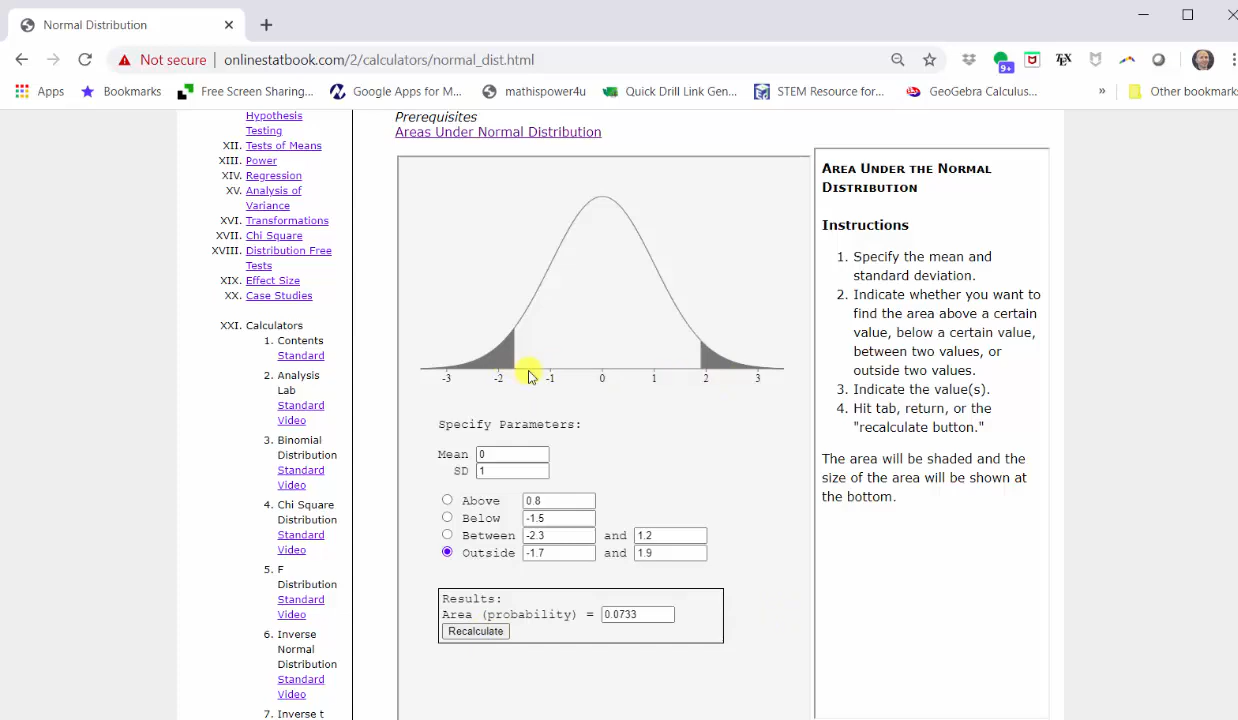 Normal Distribution
Not secure onlinestatbook.com/2/calculators/normal_dist.html
9+
TEX
Apps Bookmarks Free Screen Sharing... Google Apps for M... mathispower4u Quick Drill Link Gen... STEM Resource for... GeoGebra Calculus... » Other bookmarks
Hypothesis
Testing
XII. Tests of Means
XIII. Power
XIV. Regression
XV. Analysis of
Variance
XVI. Transformations
XVII. Chi Square
XVIII. Distribution Free
Tests
XIX. Effect Size
XX. Case Studies
XXI. Calculators
1. Contents
Standard
2. Analysis
Lab
Standard
Video
3. Binomial
Distribution
Standard
Video
4. Chi Square
Distribution
Standard
Video
5. F
Distribution
Standard
Video
6. Inverse
Normal
Distribution
Standard
Video
7. Inverse t
Prerequisites
Areas Under Normal Distribution
-3 -2 -1 0 1 2 3
Specify Parameters:
Mean 0
SD 1
Above 0.8
Below -1.5
Between -2.3 and 1.2
Outside -1.7 and 1.9
Results:
Area (probability) = 0.0733
Recalculate
AREA UNDER THE NORMAL
DISTRIBUTION
Instructions
1. Specify the mean and
standard deviation.
2. Indicate whether you want to
find the area above a certain
value, below a certain value,
between two values, or
outside two values.
3. Indicate the value(s).
4. Hit tab, return, or the
"recalculate button."
The area will be shaded and the
size of the area will be shown at
the bottom.